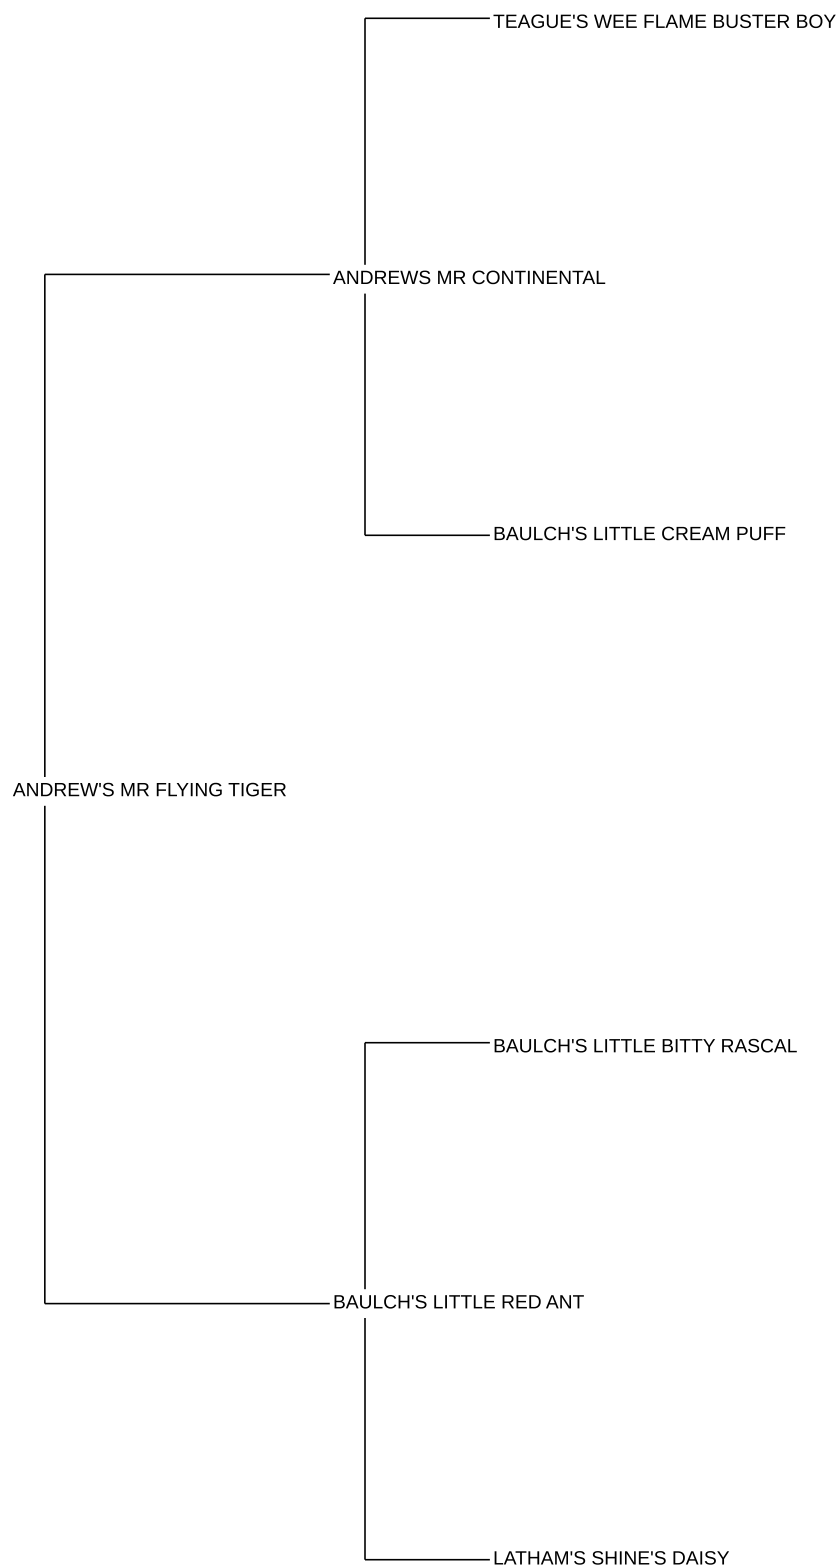 TEAGUE'S WEE FLAME BUSTER BOY
ANDREWS MR CONTINENTAL
BAULCH'S LITTLE CREAM PUFF
ANDREW'S MR FLYING TIGER
BAULCH'S LITTLE BITTY RASCAL
BAULCH'S LITTLE RED ANT
LATHAM'S SHINE'S DAISY